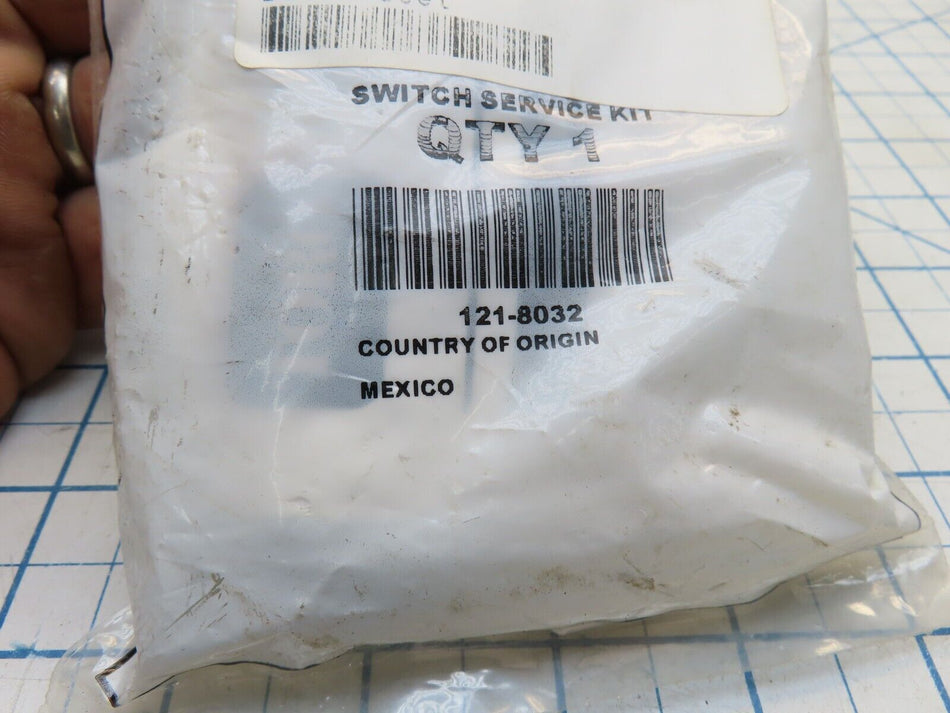 SWITCH SERVICE KIT
QTY 1
121-8032
COUNTRY OF ORIGIN
MEXICO